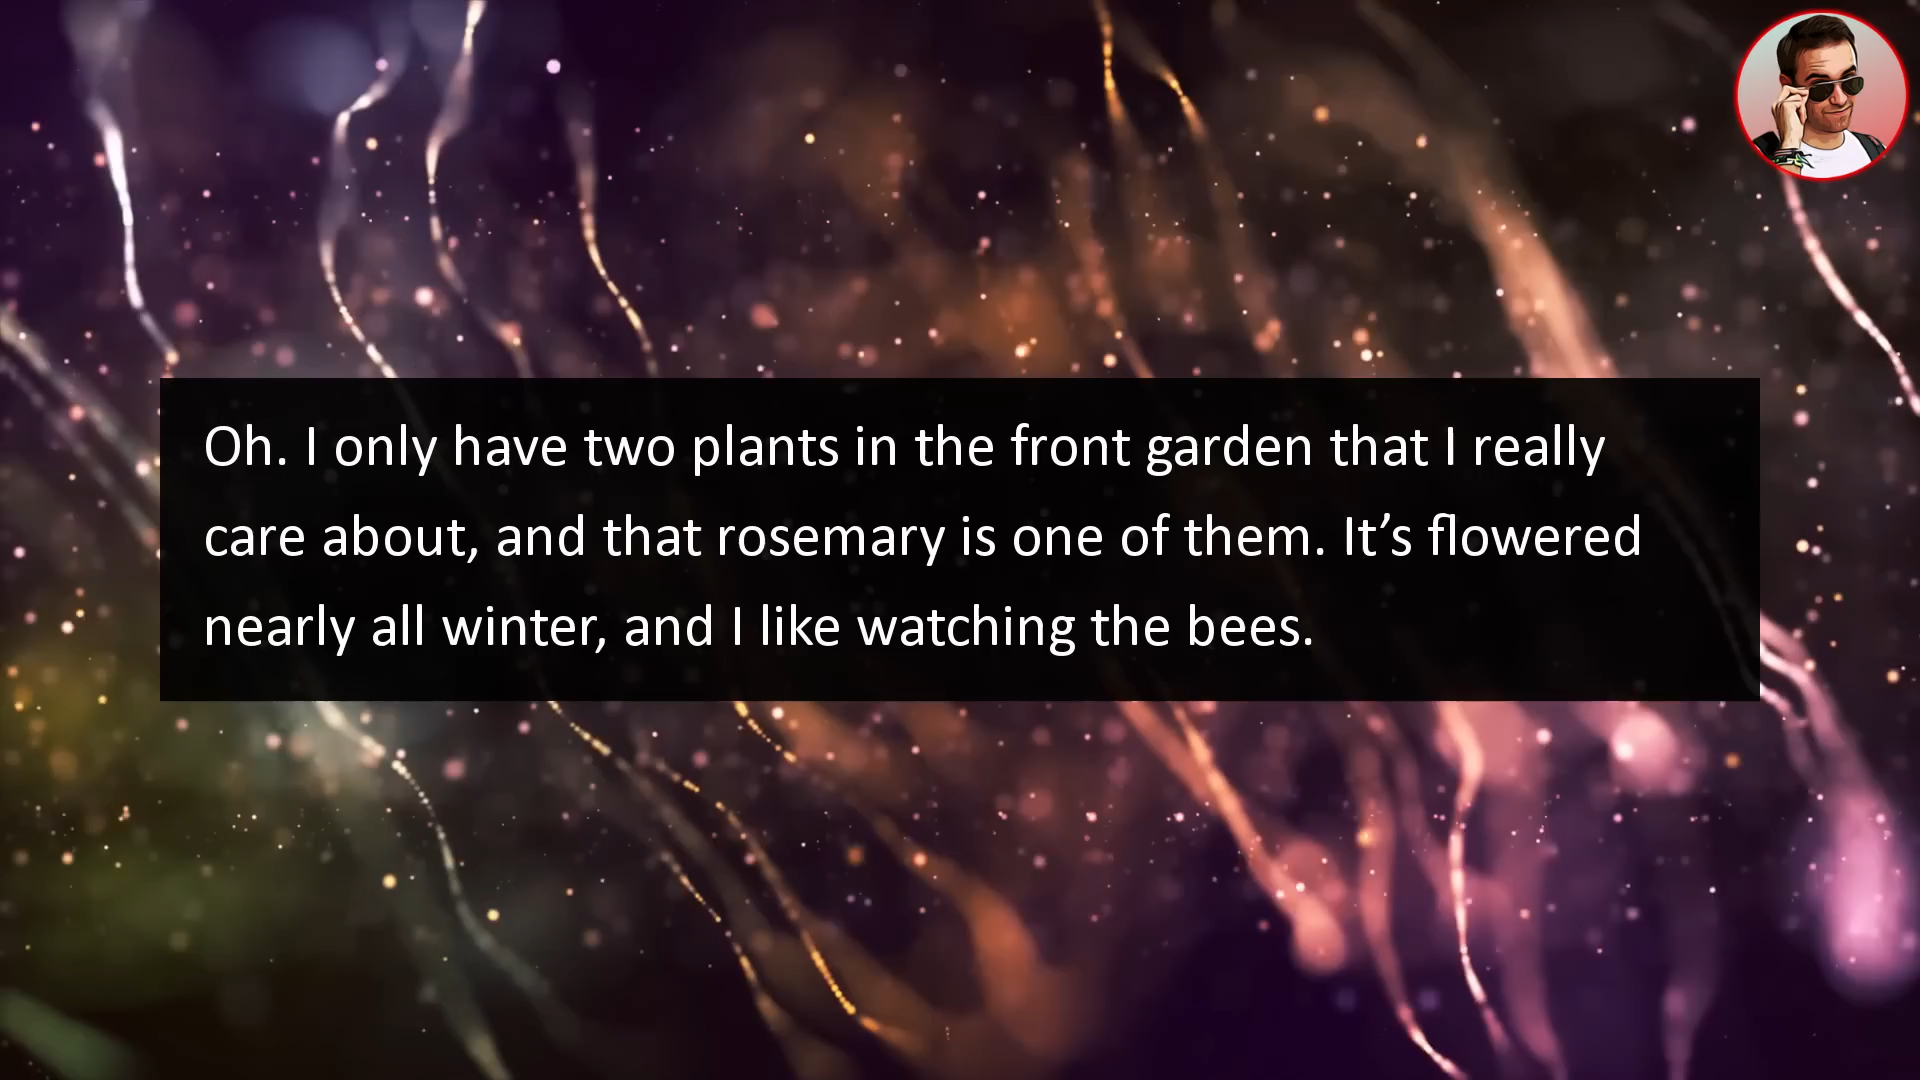 Oh. I only have two plants in the front garden that I really
care about, and that rosemary is one of them. It’s flowered
nearly all winter, and I like watching the bees.